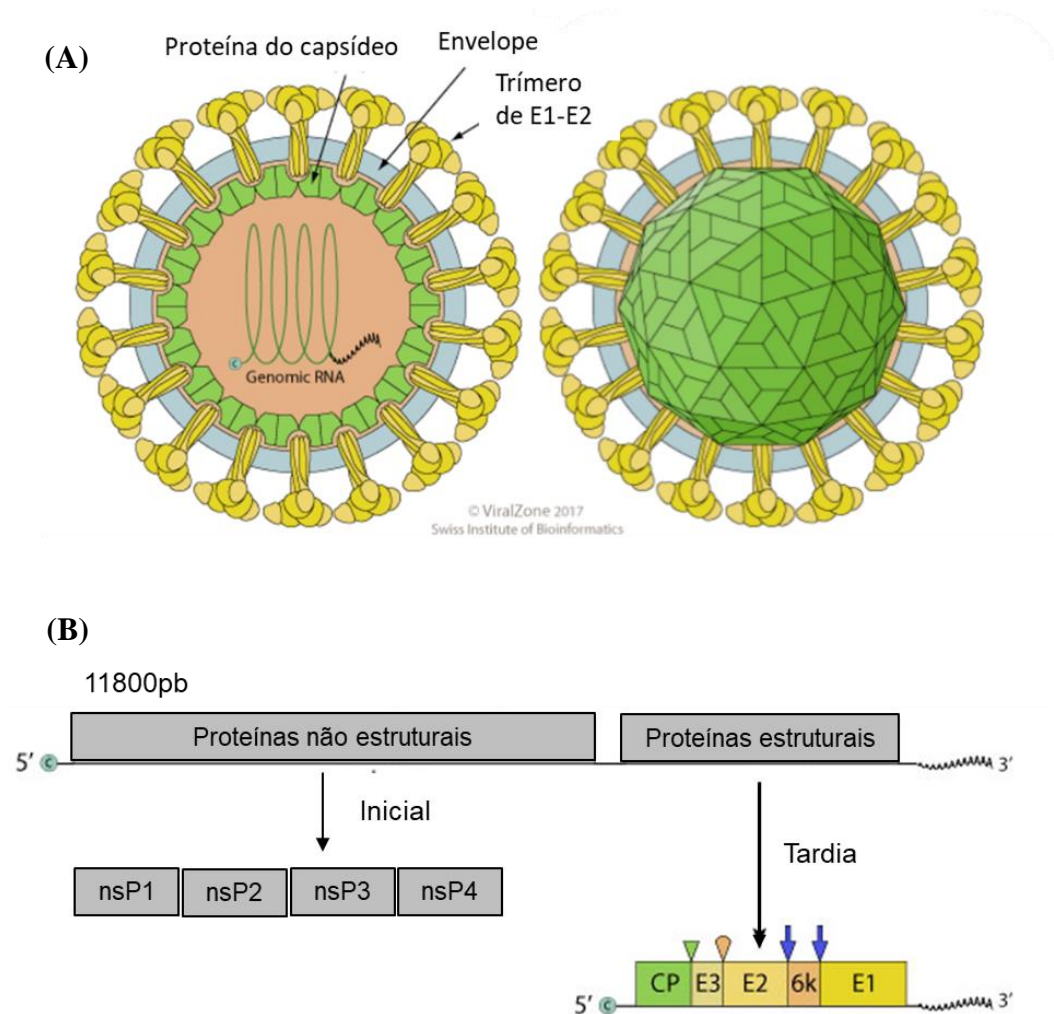 (A)
Proteína do capsídeo
Envelope
Trímero
de E1-E2
C
Genomic RNA
© ViralZone 2017
Swiss Institute of Bioinformatics
(B)
11800pb
Proteínas não estruturais
Proteínas estruturais
5' C
3'
Inicial
Tardia
nsP1 nsP2 nsP3 nsP4
CP E3 E2 6k E1
5' C
3'